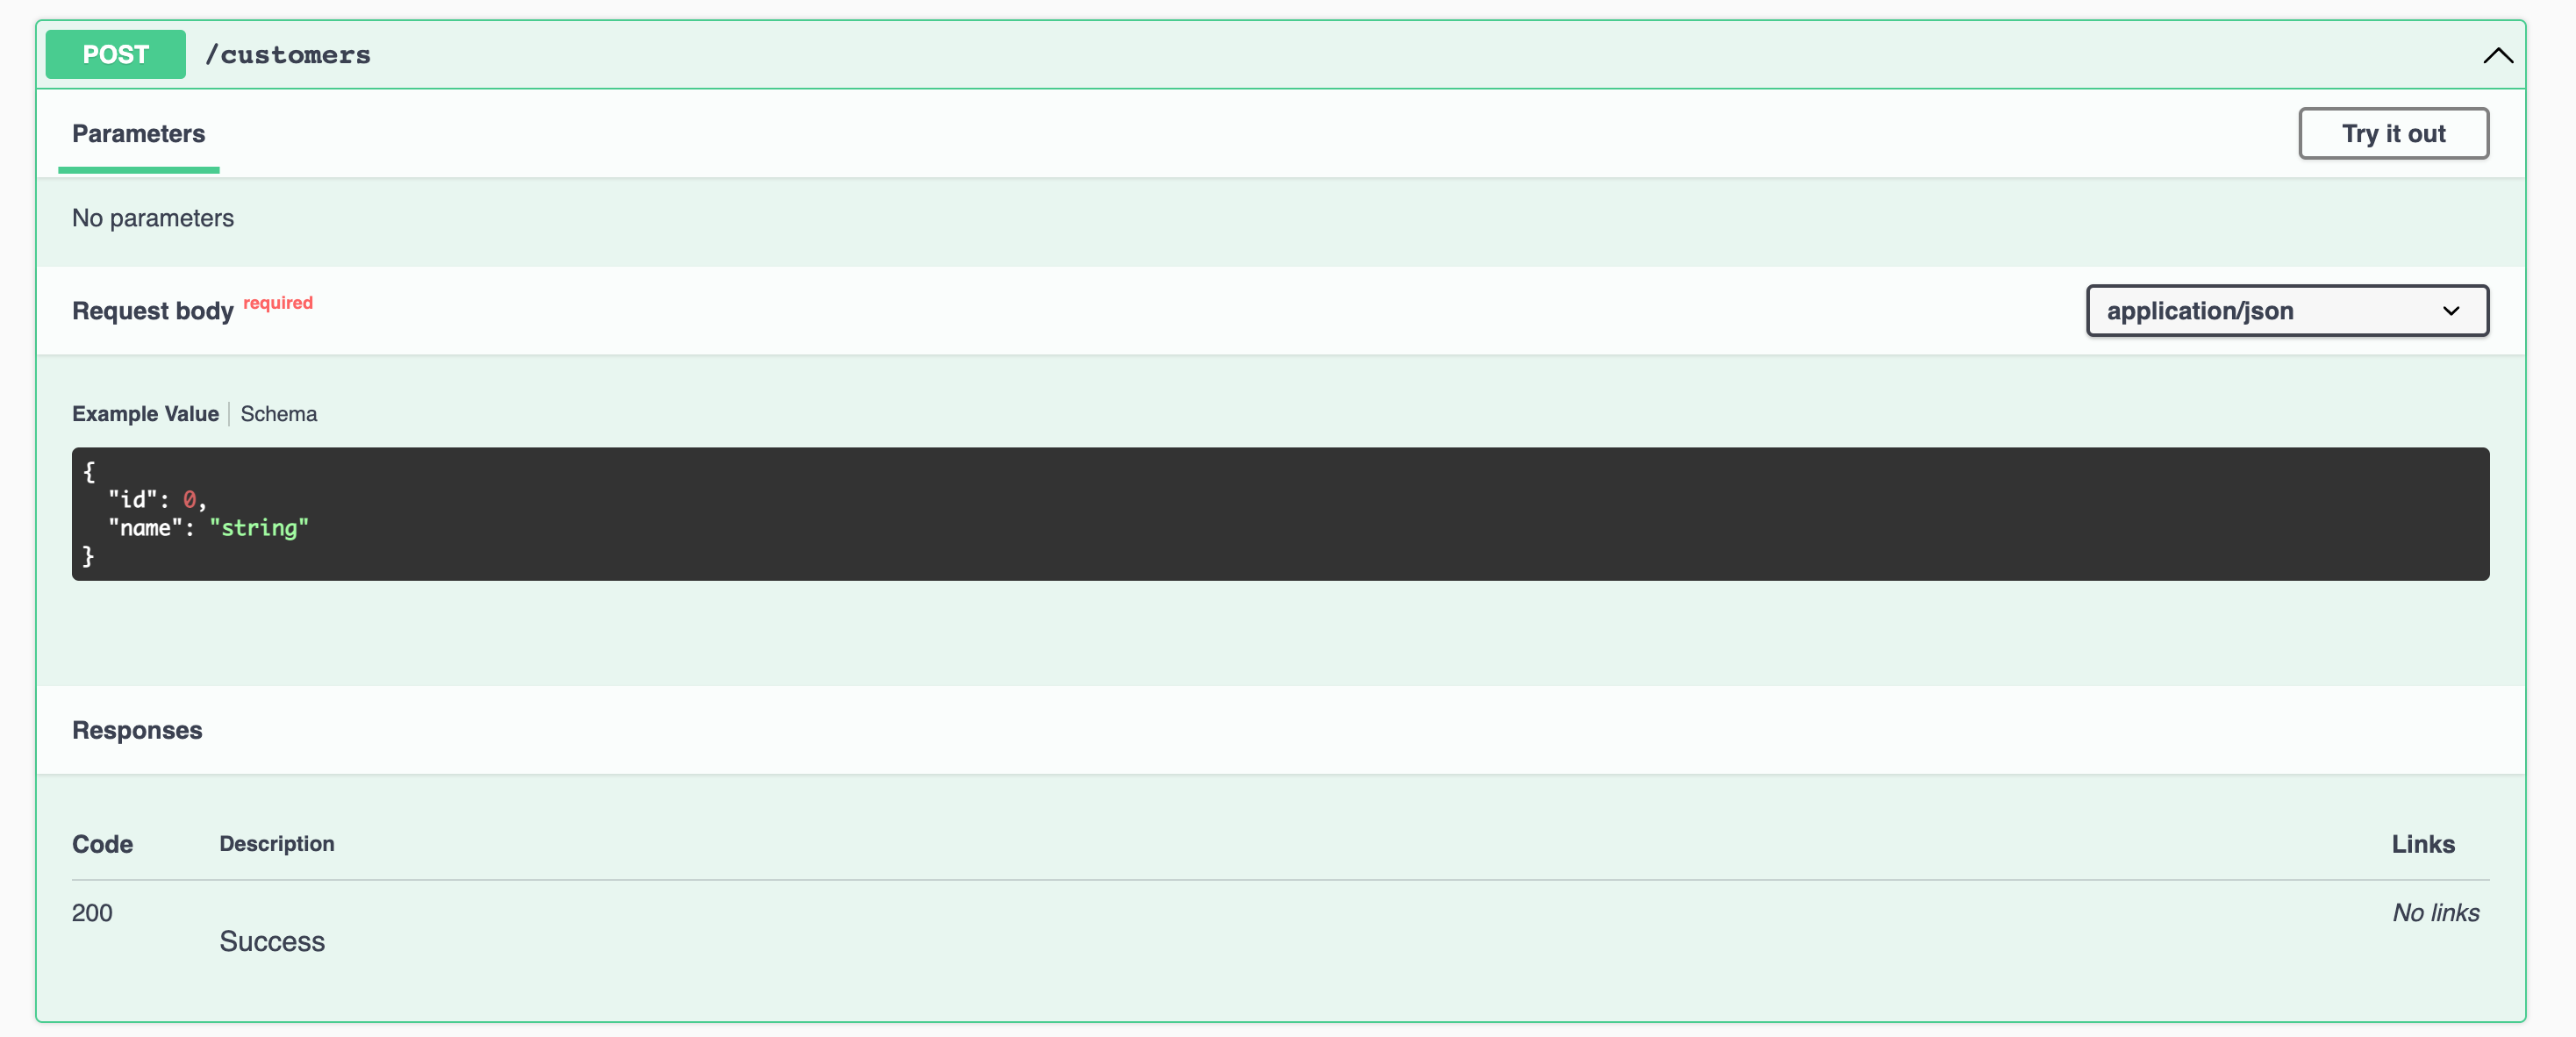 POST /customers
Parameters
Try it out
No parameters
Request body required
application/json
Example Value | Schema
{
  "id": 0,
  "name": "string"
}
Responses
Code Description Links
200 No links
Success